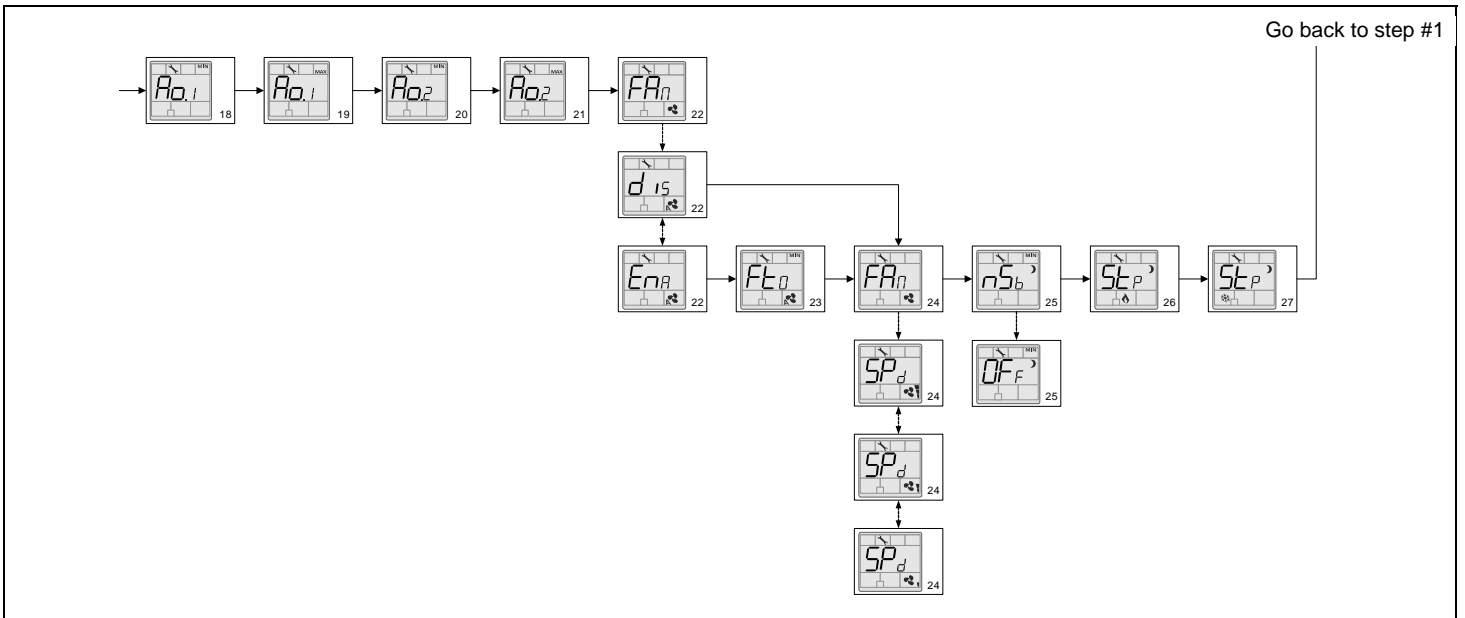 Go back to step #1
MIN
Ao.1
18
MAX
Ao.1
19
MIN
Ao.2
20
MAX
Ao.2
21
FAn
22
dis
A
22
EnA
A
22
MIN
Fto
A
23
FAn
24
MIN
nSb
25
StP
26
StP
27
SPd
24
MIN
OFF
25
SPd
24
SPd
24